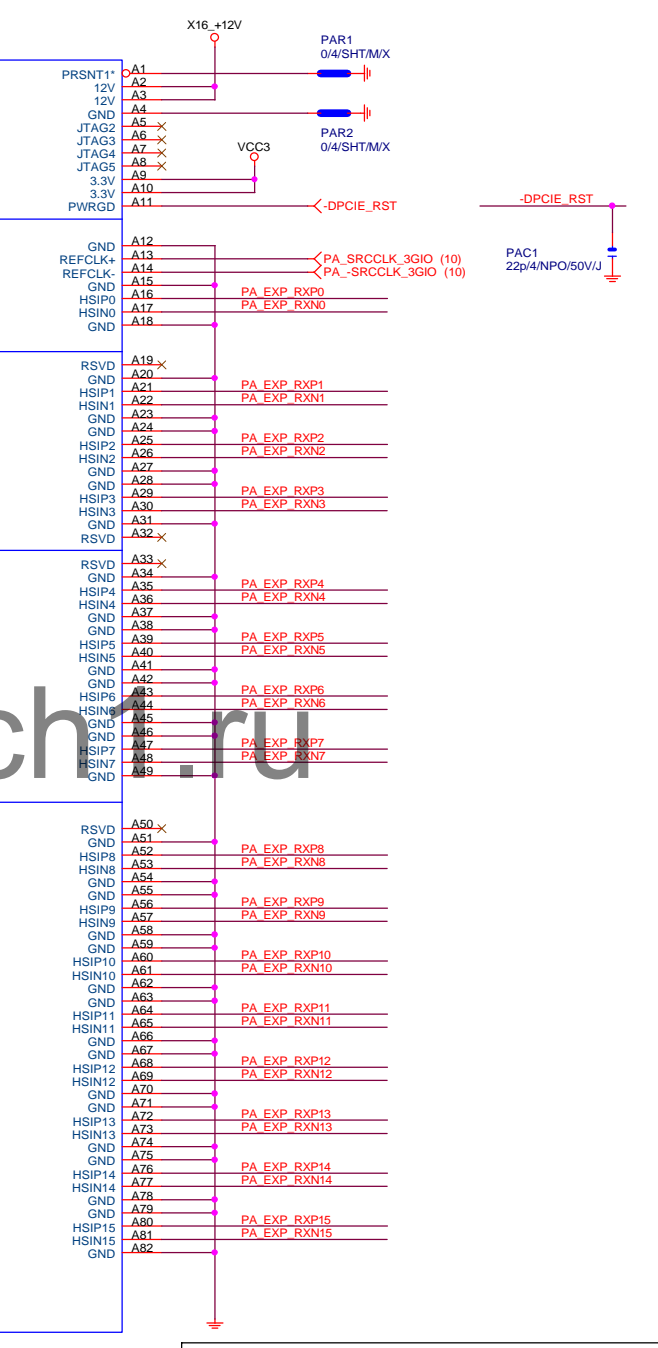 X16_+12V
PAR1
0/4/SHT/M/X
PRSNT1* A1
12V A2
12V A3
GND A4
JTAG2 A5
PAR2
JTAG3 A6
0/4/SHT/M/X
JTAG4 A7
VCC3
JTAG5 A8
3.3V A9
3.3V A10
PWRGD A11 -DPCIE_RST
-DPCIE_RST
GND A12
REFCLK+ A13 PA_SRCCLK_3GIO (10)
REFCLK- A14 PA_-SRCCLK_3GIO (10)
PAC1
22p/4/NPO/50V/J
GND A15
HSIP0 A16 PA_EXP_RXP0
HSIN0 A17 PA_EXP_RXN0
GND A18
RSVD A19
GND A20
HSIP1 A21 PA_EXP_RXP1
HSIN1 A22 PA_EXP_RXN1
GND A23
GND A24
HSIP2 A25 PA_EXP_RXP2
HSIN2 A26 PA_EXP_RXN2
GND A27
GND A28
HSIP3 A29 PA_EXP_RXP3
HSIN3 A30 PA_EXP_RXN3
GND A31
RSVD A32
RSVD A33
GND A34
HSIP4 A35 PA_EXP_RXP4
HSIN4 A36 PA_EXP_RXN4
GND A37
GND A38
HSIP5 A39 PA_EXP_RXP5
HSIN5 A40 PA_EXP_RXN5
GND A41
GND A42
HSIP6 A43 PA_EXP_RXP6
HSIN6 A44 PA_EXP_RXN6
GND A45
GND A46
HSIP7 A47 PA_EXP_RXP7
HSIN7 A48 PA_EXP_RXN7
GND A49
ch1.ru
RSVD A50
GND A51
HSIP8 A52 PA_EXP_RXP8
HSIN8 A53 PA_EXP_RXN8
GND A54
GND A55
HSIP9 A56 PA_EXP_RXP9
HSIN9 A57 PA_EXP_RXN9
GND A58
GND A59
HSIP10 A60 PA_EXP_RXP10
HSIN10 A61 PA_EXP_RXN10
GND A62
GND A63
HSIP11 A64 PA_EXP_RXP11
HSIN11 A65 PA_EXP_RXN11
GND A66
GND A67
HSIP12 A68 PA_EXP_RXP12
HSIN12 A69 PA_EXP_RXN12
GND A70
GND A71
HSIP13 A72 PA_EXP_RXP13
HSIN13 A73 PA_EXP_RXN13
GND A74
GND A75
HSIP14 A76 PA_EXP_RXP14
HSIN14 A77 PA_EXP_RXN14
GND A78
GND A79
HSIP15 A80 PA_EXP_RXP15
HSIN15 A81 PA_EXP_RXN15
GND A82